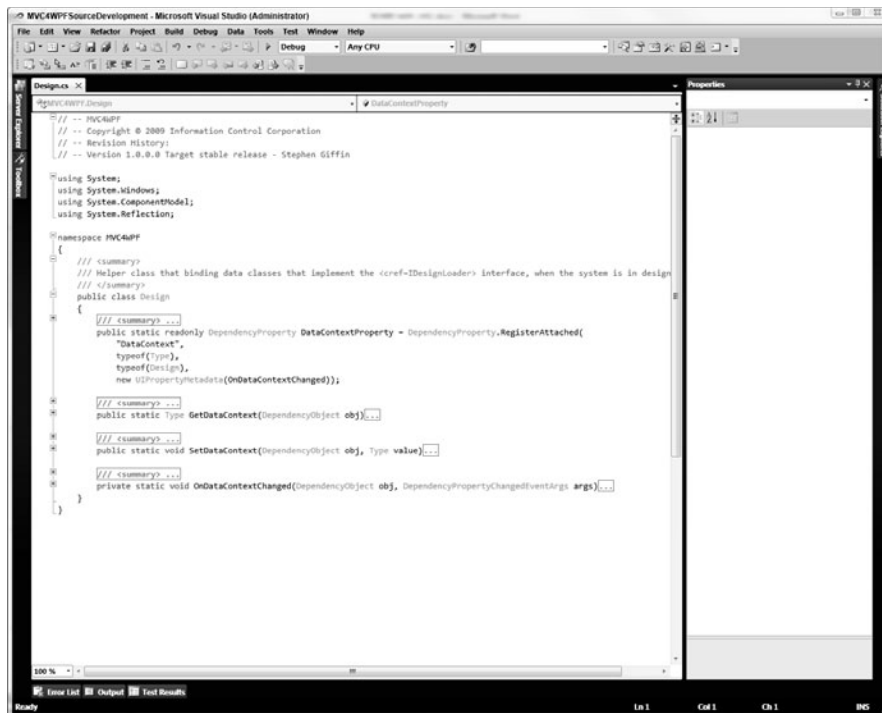 MVC4WPFSourceDevelopment - Microsoft Visual Studio (Administrator)
File Edit View Refactor Project Build Debug Data Tools Test Window Help
Debug Any CPU
Design.cs
Properties
MVC4WPF.Design DataContextProperty
Server Explorer
Toolbox
// -- MVC4WPF
// -- Copyright © 2009 Information Control Corporation
// -- Revision History:
// -- Version 1.0.0.0 Target stable release - Stephen Giffin
using System;
using System.Windows;
using System.ComponentModel;
using System.Reflection;
namespace MVC4WPF
{
/// <summary>
/// Helper class that binding data classes that implement the <cref=IDesignLoader> interface, when the system is in design
/// </summary>
public class Design
{
/// <summary> ...
public static readonly DependencyProperty DataContextProperty = DependencyProperty.RegisterAttached(
"DataContext",
typeof(Type),
typeof(Design),
new UIPropertyMetadata(OnDataContextChanged));
/// <summary> ...
public static Type GetDataContext(DependencyObject obj)...
/// <summary> ...
public static void SetDataContext(DependencyObject obj, Type value)...
/// <summary> ...
private static void OnDataContextChanged(DependencyObject obj, DependencyPropertyChangedEventArgs args)...
}
}
100 %
Error List Output Test Results
Ready Ln 1 Col 1 Ch 1 INS